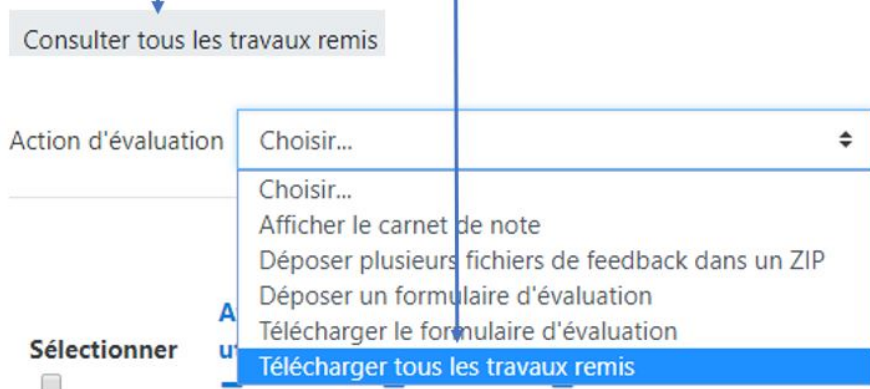 Consulter tous les travaux remis
Action d'évaluation Choisir...
Choisir...
Afficher le carnet de note
Déposer plusieurs fichiers de feedback dans un ZIP
Déposer un formulaire d'évaluation
Télécharger le formulaire d'évaluation
Sélectionner
Télécharger tous les travaux remis